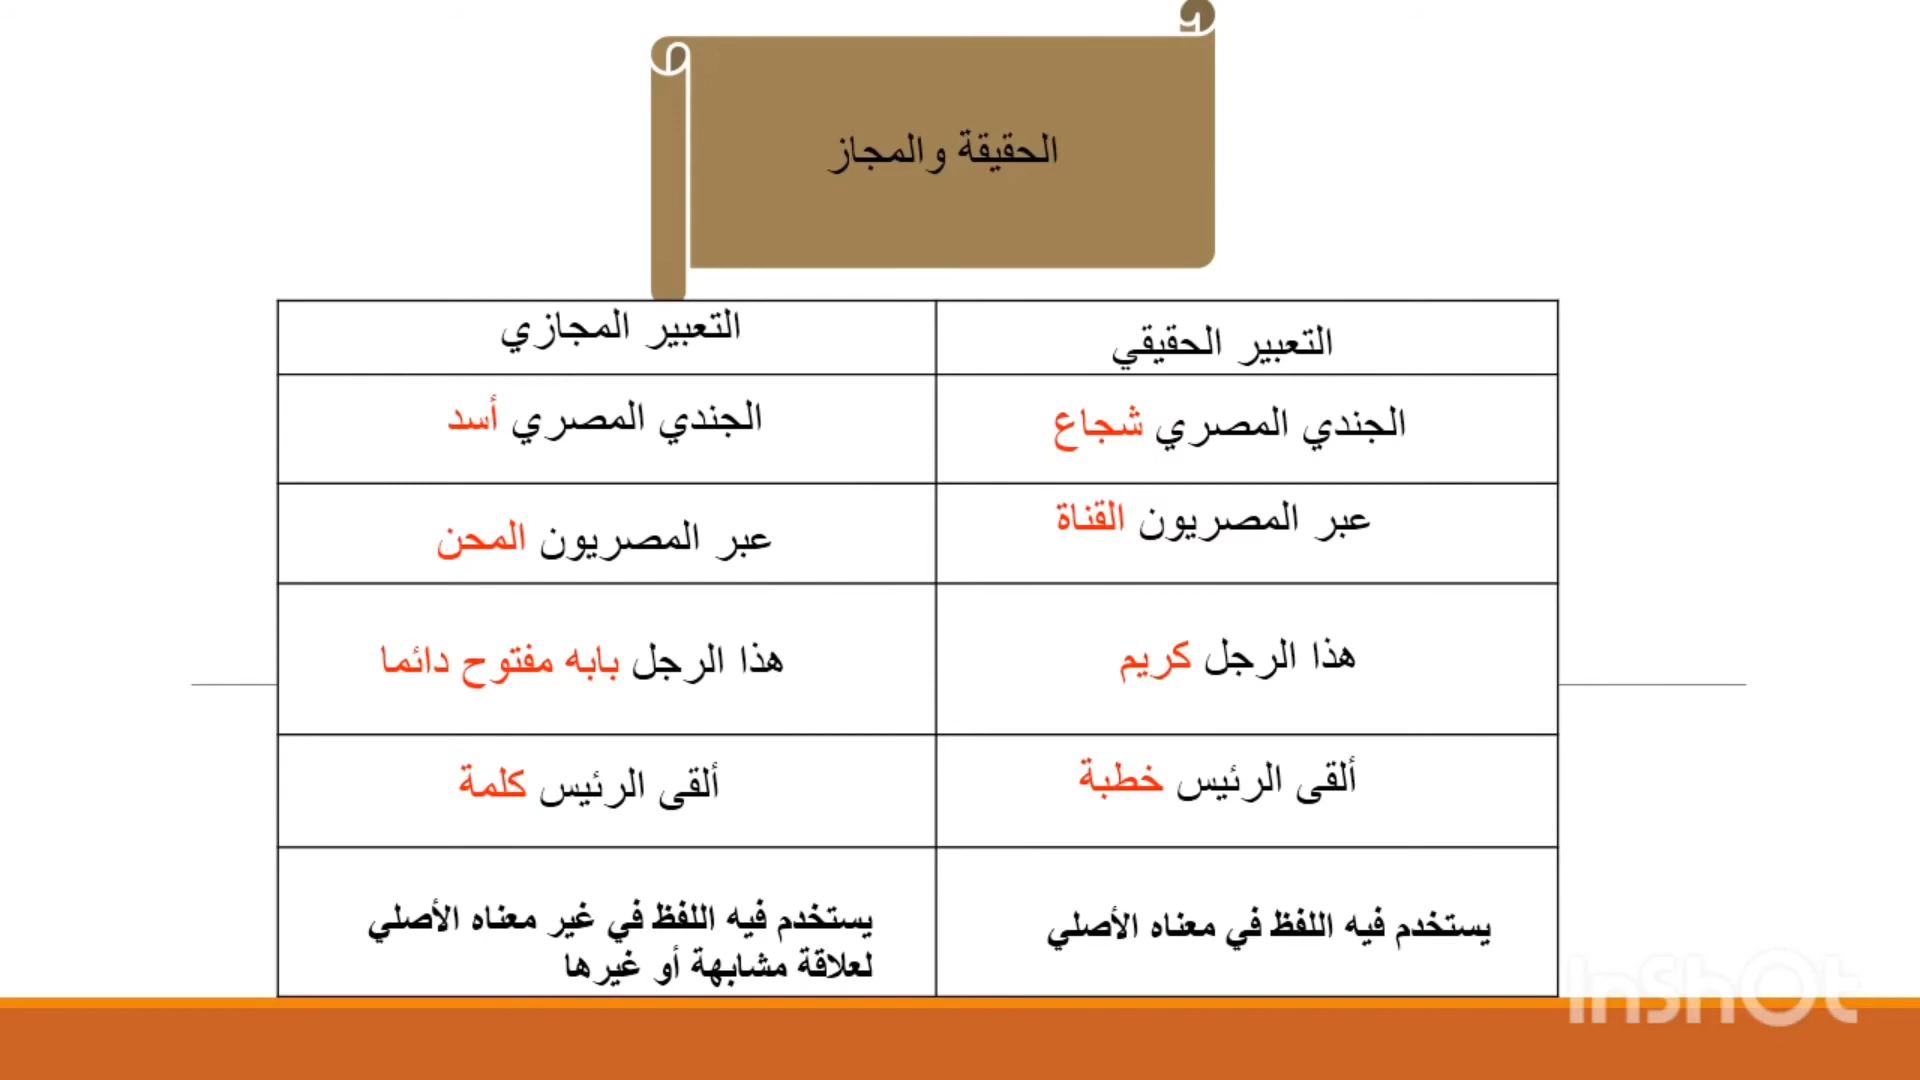 الحقيقة والمجاز
التعبير الحقيقي
التعبير المجازي
الجندي المصري شجاع
الجندي المصري أسد
عبر المصريون القناة
عبر المصريون المحن
هذا الرجل كريم
هذا الرجل بابه مفتوح دائما
ألقى الرئيس خطبة
ألقى الرئيس كلمة
يستخدم فيه اللفظ في معناه الأصلي
يستخدم فيه اللفظ في غير معناه الأصلي
لعلاقة مشابهة أو غيرها
InShOt